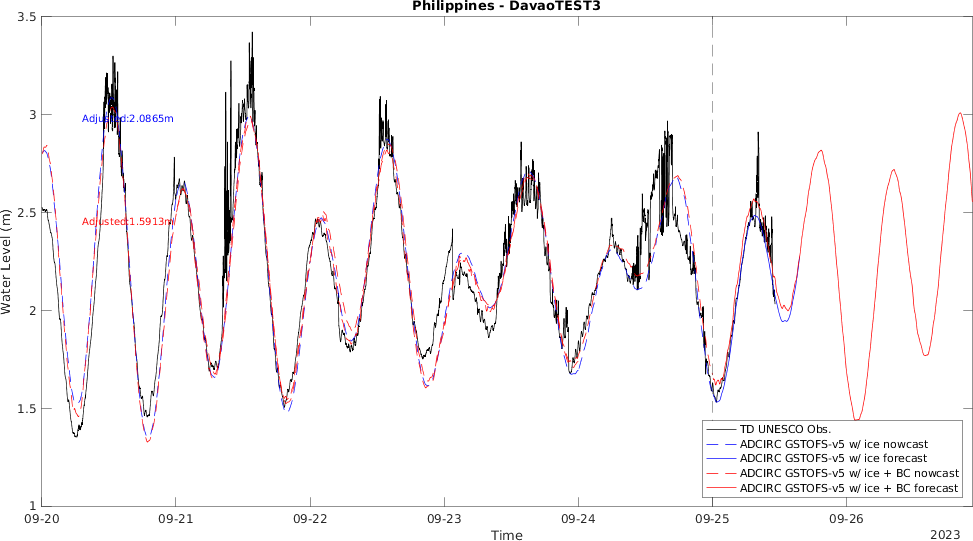 Philippines - DavaoTEST3
3.5
3
2.5
2
1.5
1
Water Level (m)
Adjusted:2.0865m
Adjusted:1.5913m
TD UNESCO Obs.
ADCIRC GSTOFS-v5 w/ ice nowcast
ADCIRC GSTOFS-v5 w/ ice forecast
ADCIRC GSTOFS-v5 w/ ice + BC nowcast
ADCIRC GSTOFS-v5 w/ ice + BC forecast
09-20 09-21 09-22 09-23 09-24 09-25 09-26
Time
2023